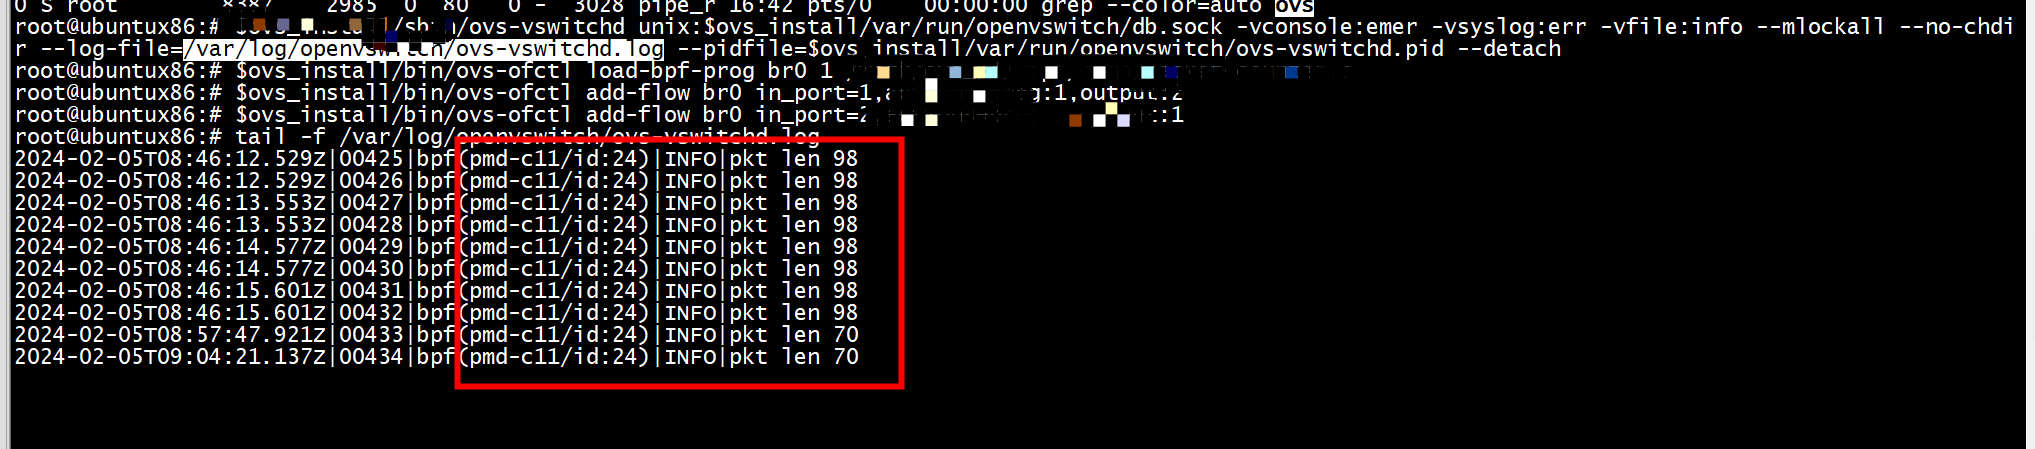 0 S root 2985 0 80 0 - 3028 pipe_r 16:42 pts/0 00:00:00 grep --color=auto ovs
root@ubuntux86:# /ovs-vswitchd unix:$ovs_install/var/run/openvswitch/db.sock -vconsole:emer -vsyslog:err -vfile:info --mlockall --no-chdi
r --log-file=/var/log/openvswitch/ovs-vswitchd.log --pidfile=$ovs_install/var/run/openvswitch/ovs-vswitchd.pid --detach
root@ubuntux86:# $ovs_install/bin/ovs-ofctl load-bpf-prog br0 1
root@ubuntux86:# $ovs_install/bin/ovs-ofctl add-flow br0 in_port=1, g:1,output:2
root@ubuntux86:# $ovs_install/bin/ovs-ofctl add-flow br0 in_port=2, :1
root@ubuntux86:# tail -f /var/log/openvswitch/ovs-vswitchd.log
2024-02-05T08:46:12.529Z|00425|bpf(pmd-c11/id:24)|INFO|pkt len 98
2024-02-05T08:46:12.529Z|00426|bpf(pmd-c11/id:24)|INFO|pkt len 98
2024-02-05T08:46:13.553Z|00427|bpf(pmd-c11/id:24)|INFO|pkt len 98
2024-02-05T08:46:13.553Z|00428|bpf(pmd-c11/id:24)|INFO|pkt len 98
2024-02-05T08:46:14.577Z|00429|bpf(pmd-c11/id:24)|INFO|pkt len 98
2024-02-05T08:46:14.577Z|00430|bpf(pmd-c11/id:24)|INFO|pkt len 98
2024-02-05T08:46:15.601Z|00431|bpf(pmd-c11/id:24)|INFO|pkt len 98
2024-02-05T08:46:15.601Z|00432|bpf(pmd-c11/id:24)|INFO|pkt len 98
2024-02-05T08:57:47.921Z|00433|bpf(pmd-c11/id:24)|INFO|pkt len 70
2024-02-05T09:04:21.137Z|00434|bpf(pmd-c11/id:24)|INFO|pkt len 70